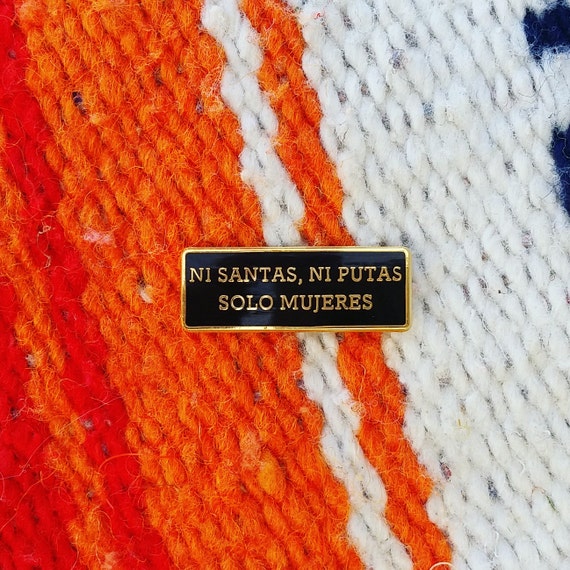 NI SANTAS, NI PUTAS
SOLO MUJERES